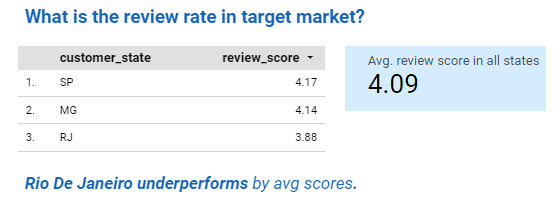 What is the review rate in target market?
customer_state review_score
1. SP 4.17
2. MG 4.14
3. RJ 3.88
Avg. review score in all states
4.09
Rio De Janeiro underperforms by avg scores.